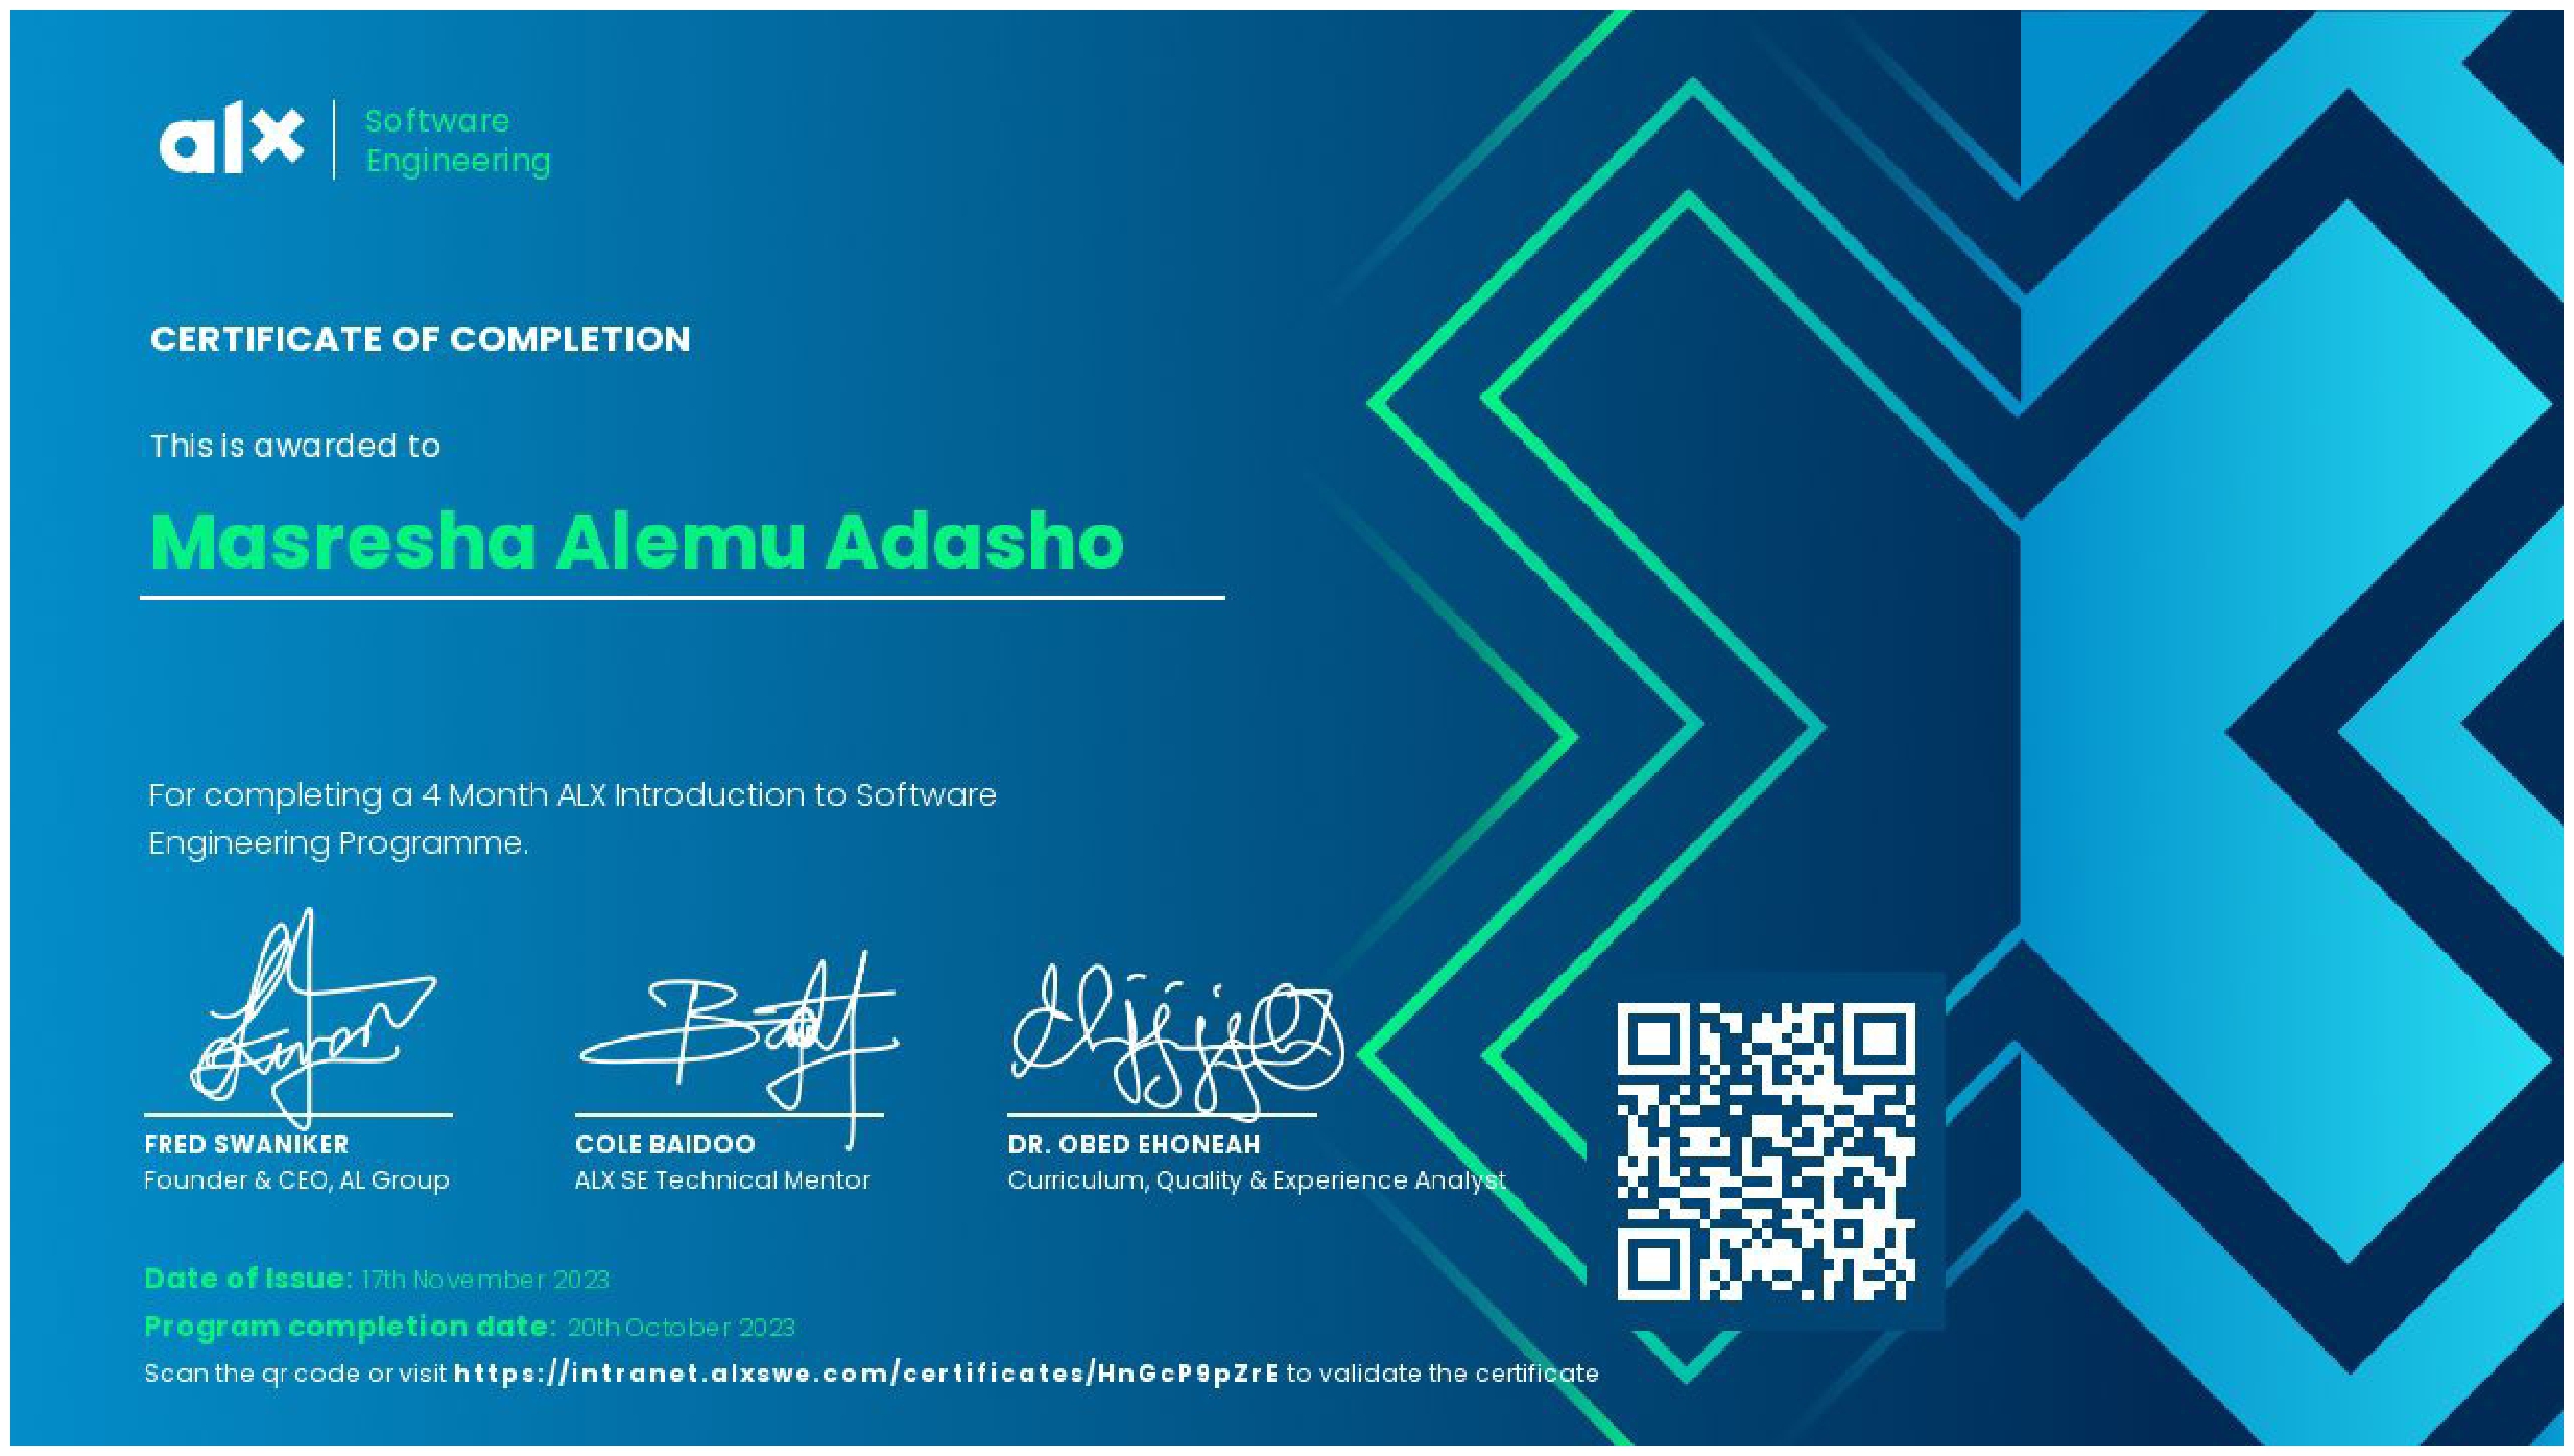 alx
Software
Engineering
CERTIFICATE OF COMPLETION
This is awarded to
Masresha Alemu Adasho
For completing a 4 Month ALX Introduction to Software
Engineering Programme.
FRED SWANIKER
Founder & CEO, AL Group
COLE BAIDOO
ALX SE Technical Mentor
DR. OBED EHONEAH
Curriculum, Quality & Experience Analyst
Date of Issue: 17th November 2023
Program completion date: 20th October 2023
Scan the qr code or visit https://intranet.alxswe.com/certificates/HnGcP9pZrE to validate the certificate